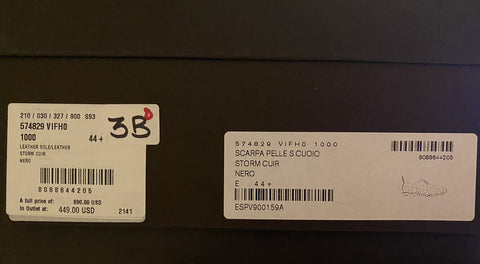 210 / 030 / 327 / 900 S93
574829 VIFH0
1000 44+
LEATHER SOLE/LEATHER
STORM CUIR
NERO
8088644205
A full price of: 890.00 USD
In Outlet at: 449.00 USD 2141
3B
574829 VIFH0 1000
SCARPA PELLE S.CUOIO
STORM CUIR
NERO
E 44+
ESPV900159A
8088644205